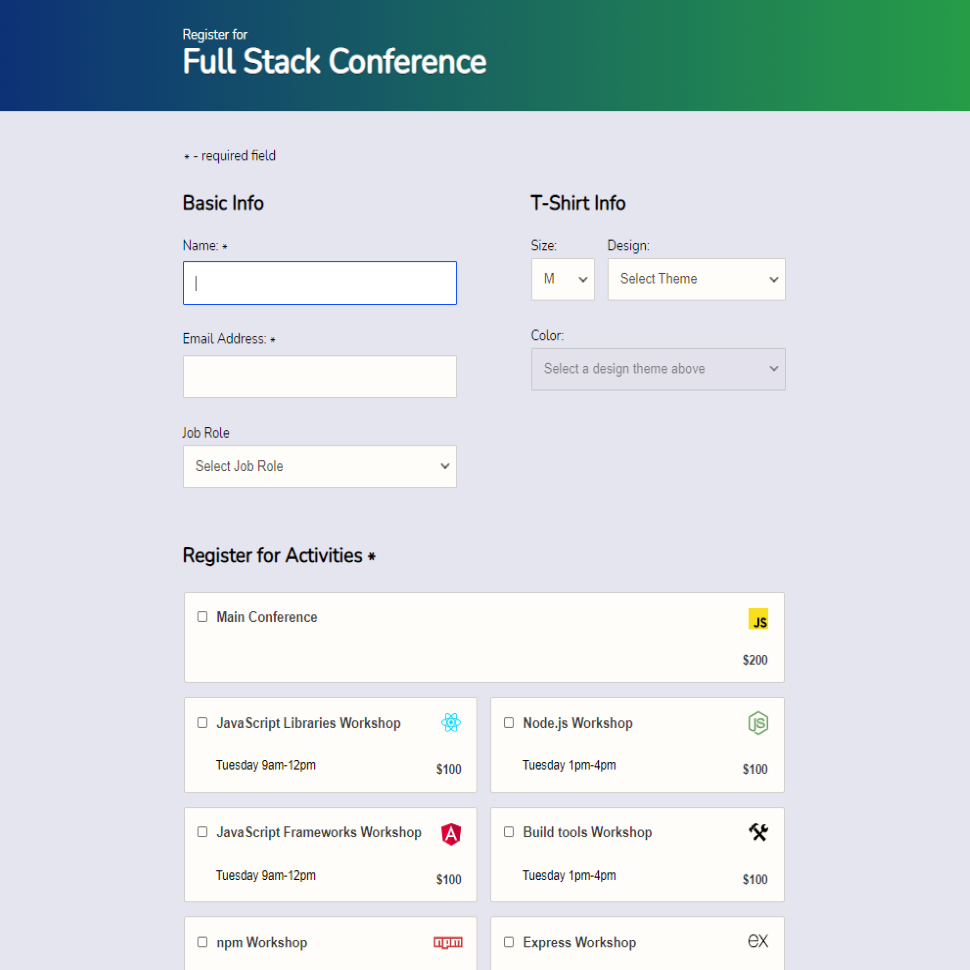 Register for
Full Stack Conference
* - required field
Basic Info
Name: *
Email Address: *
Job Role
Select Job Role
T-Shirt Info
Size:
Design:
M
Select Theme
Color:
Select a design theme above
Register for Activities *
Main Conference
JS
$200
JavaScript Libraries Workshop
Tuesday 9am-12pm
$100
Node.js Workshop
JS
Tuesday 1pm-4pm
$100
JavaScript Frameworks Workshop
A
Tuesday 9am-12pm
$100
Build tools Workshop
Tuesday 1pm-4pm
$100
npm Workshop
npm
Express Workshop
ex